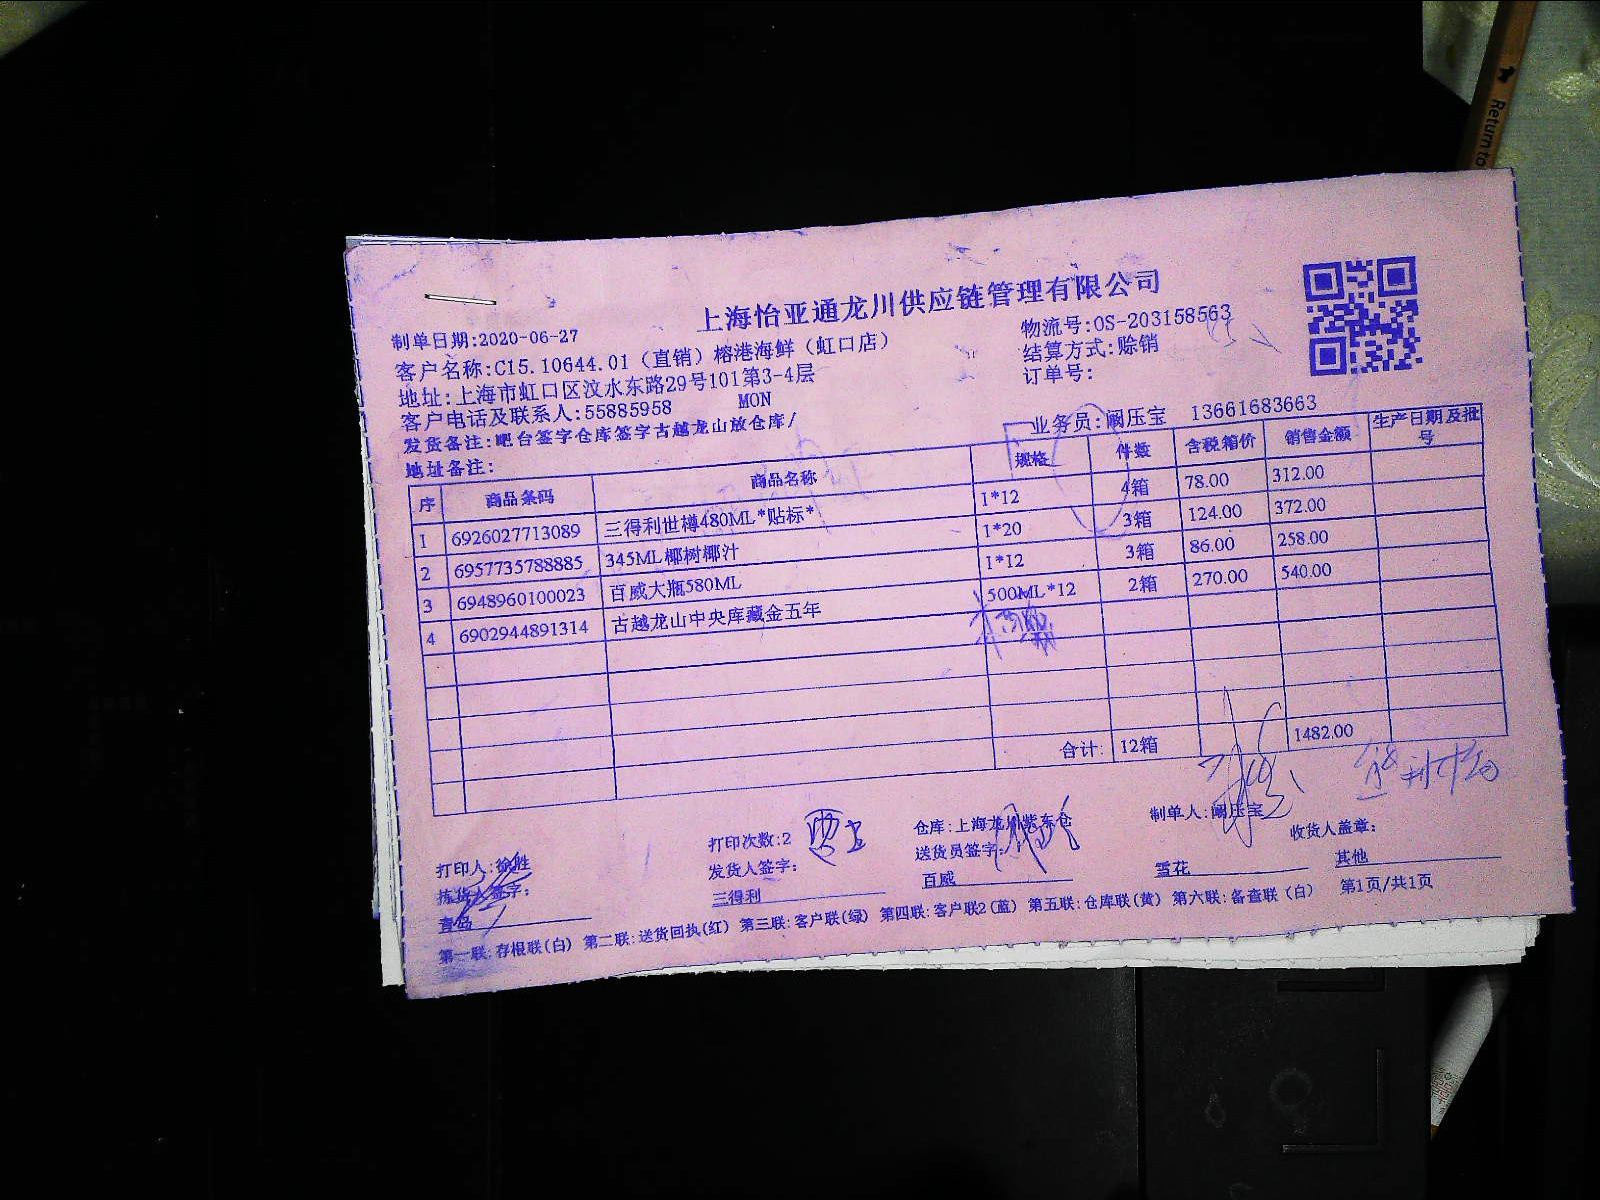 上海怡亚通龙川供应链管理有限公司
制单日期:2020-06-27
物流号:OS-203158563
客户名称:C15.10644.01（直销）榕港海鲜（虹口店）
结算方式:赊销
地址:上海市虹口区汶水东路29号101第3-4层
订单号:
客户电话及联系人:55885958 MON
发货备注:吧台签字仓库签字古越龙山放仓库/
业务员:阚压宝 13661683663
地址备注:
序 商品条码 商品名称 规格 件数 含税箱价 销售金额 生产日期及批号
1 6926027713089 三得利世樽480ML*贴标* 1*12 4箱 78.00 312.00
2 6957735788885 345ML椰树椰汁 1*20 3箱 124.00 372.00
3 6948960100023 百威大瓶580ML 1*12 3箱 86.00 258.00
4 6902944891314 古越龙山中央库藏金五年 500ML*12 2箱 270.00 540.00
合计: 12箱 1482.00
打印人:徐胜 打印次数:2 仓库:上海龙川紫东仓 制单人:阚压宝
拣货人签字: 发货人签字: 送货员签字: 收货人盖章:
青岛 三得利 百威 雪花 其他
第一联:存根联(白) 第二联:送货回执(红) 第三联:客户联(绿) 第四联:客户联2(蓝) 第五联:仓库联(黄) 第六联:备查联(白) 第1页/共1页
Return to